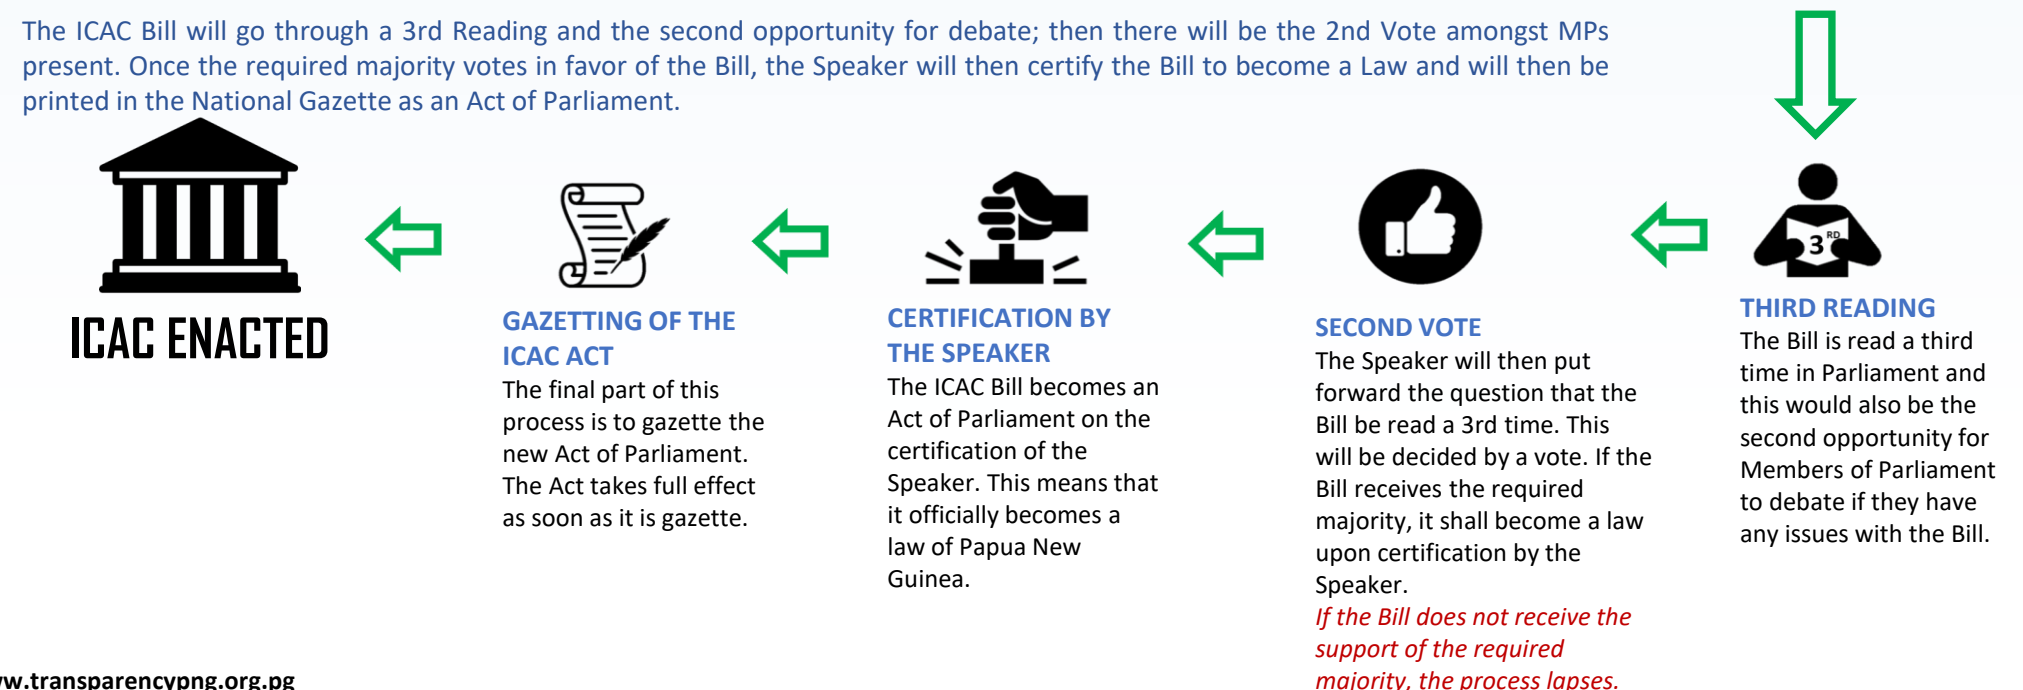 The ICAC Bill will go through a 3rd Reading and the second opportunity for debate; then there will be the 2nd Vote amongst MPs
present. Once the required majority votes in favor of the Bill, the Speaker will then certify the Bill to become a Law and will then be
printed in the National Gazette as an Act of Parliament.
3RD
THIRD READING
The Bill is read a third
time in Parliament and
this would also be the
second opportunity for
Members of Parliament
to debate if they have
any issues with the Bill.
SECOND VOTE
The Speaker will then put
forward the question that the
Bill be read a 3rd time. This
will be decided by a vote. If the
Bill receives the required
majority, it shall become a law
upon certification by the
Speaker.
If the Bill does not receive the
support of the required
majority, the process lapses.
CERTIFICATION BY
THE SPEAKER
The ICAC Bill becomes an
Act of Parliament on the
certification of the
Speaker. This means that
it officially becomes a
law of Papua New
Guinea.
GAZETTING OF THE
ICAC ACT
The final part of this
process is to gazette the
new Act of Parliament.
The Act takes full effect
as soon as it is gazette.
ICAC ENACTED
w.transparencypng.org.pg